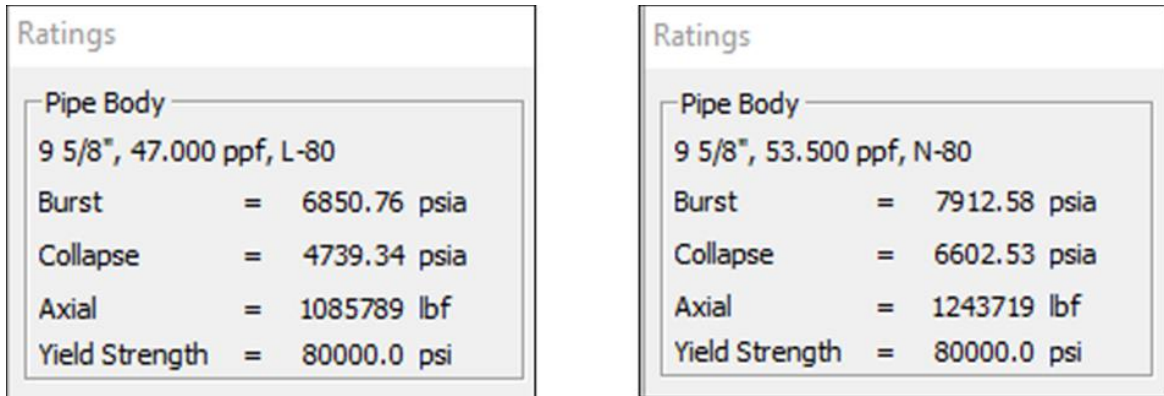 Ratings
Pipe Body
9 5/8", 47.000 ppf, L-80
Burst = 6850.76 psia
Collapse = 4739.34 psia
Axial = 1085789 lbf
Yield Strength = 80000.0 psi
Ratings
Pipe Body
9 5/8", 53.500 ppf, N-80
Burst = 7912.58 psia
Collapse = 6602.53 psia
Axial = 1243719 lbf
Yield Strength = 80000.0 psi